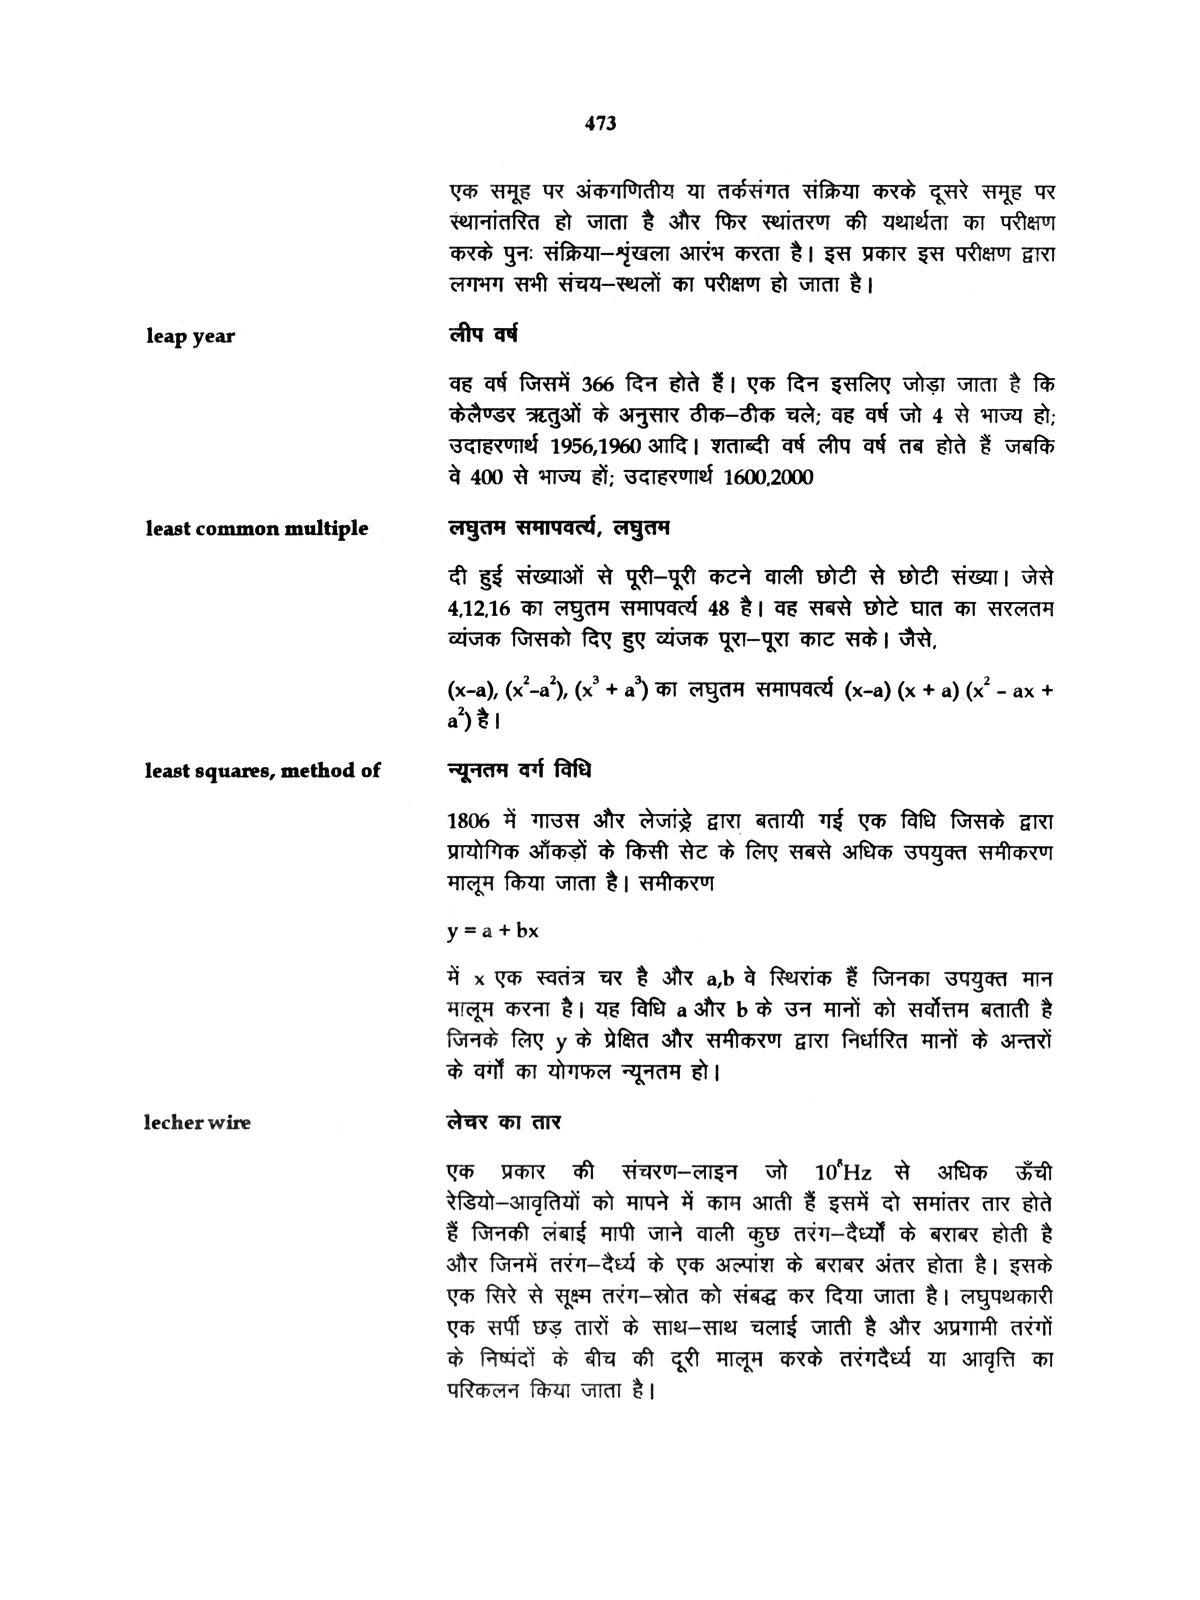 473
एक समूह पर अंकगणितीय या तर्कसंगत संक्रिया करके दूसरे समूह पर
स्थानांतरित हो जाता है और फिर स्थांतरण की यथार्थता का परीक्षण
करके पुनः संक्रिया–शृंखला आरंभ करता है। इस प्रकार इस परीक्षण द्वारा
लगभग सभी संचय–स्थलों का परीक्षण हो जाता है।
leap year लीप वर्ष
वह वर्ष जिसमें 366 दिन होते हैं। एक दिन इसलिए जोड़ा जाता है कि
केलैण्डर ऋतुओं के अनुसार ठीक–ठीक चले; वह वर्ष जो 4 से भाज्य हो;
उदाहरणार्थ 1956,1960 आदि। शताब्दी वर्ष लीप वर्ष तब होते हैं जबकि
वे 400 से भाज्य हों; उदाहरणार्थ 1600,2000
least common multiple लघुतम समापवर्त्य, लघुतम
दी हुई संख्याओं से पूरी–पूरी कटने वाली छोटी से छोटी संख्या। जेसे
4,12,16 का लघुतम समापवर्त्य 48 है। वह सबसे छोटे घात का सरलतम
व्यंजक जिसको दिए हुए व्यंजक पूरा–पूरा काट सके। जैसे,
(x–a), (x²–a²), (x³ + a³) का लघुतम समापवर्त्य (x–a) (x + a) (x² – ax +
a²) है।
least squares, method of न्यूनतम वर्ग विधि
1806 में गाउस और लेजांड्रे द्वारा बतायी गई एक विधि जिसके द्वारा
प्रायोगिक आँकड़ों के किसी सेट के लिए सबसे अधिक उपयुक्त समीकरण
मालूम किया जाता है। समीकरण
y = a + bx
में x एक स्वतंत्र चर है और a,b वे स्थिरांक हैं जिनका उपयुक्त मान
मालूम करना है। यह विधि a और b के उन मानों को सर्वोत्तम बताती है
जिनके लिए y के प्रेक्षित और समीकरण द्वारा निर्धारित मानों के अन्तरों
के वर्गों का योगफल न्यूनतम हो।
lecher wire लेचर का तार
एक प्रकार की संचरण–लाइन जो 10⁸Hz से अधिक ऊँची
रेडियो–आवृतियों को मापने में काम आती हैं इसमें दो समांतर तार होते
हैं जिनकी लंबाई मापी जाने वाली कुछ तरंग–दैर्ध्यों के बराबर होती है
और जिनमें तरंग–दैर्ध्य के एक अल्पांश के बराबर अंतर होता है। इसके
एक सिरे से सूक्ष्म तरंग–स्रोत को संबद्ध कर दिया जाता है। लघुपथकारी
एक सर्पी छड़ तारों के साथ–साथ चलाई जाती है और अप्रगामी तरंगों
के निष्पंदों के बीच की दूरी मालूम करके तरंगदैर्ध्य या आवृत्ति का
परिकलन किया जाता है।